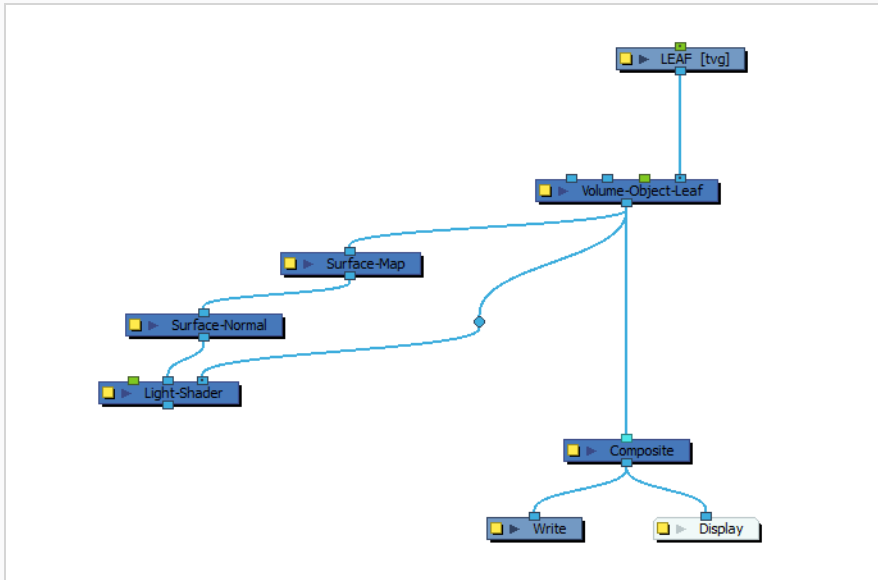 LEAF [tvg]
Volume-Object-Leaf
Surface-Map
Surface-Normal
Light-Shader
Composite
Write
Display